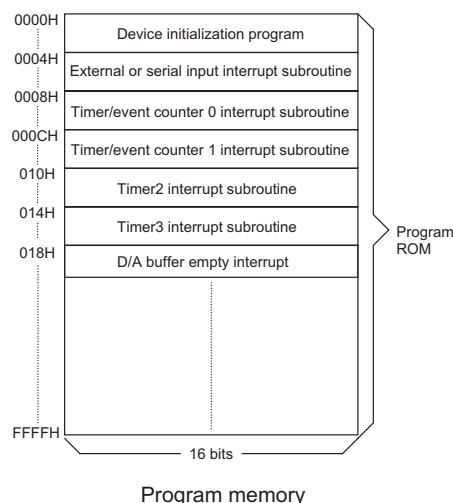 0000H
Device initialization program
0004H
External or serial input interrupt subroutine
0008H
Timer/event counter 0 interrupt subroutine
000CH
Timer/event counter 1 interrupt subroutine
010H
Timer2 interrupt subroutine
014H
Timer3 interrupt subroutine
018H
D/A buffer empty interrupt
Program
ROM
FFFFH
16 bits
Program memory